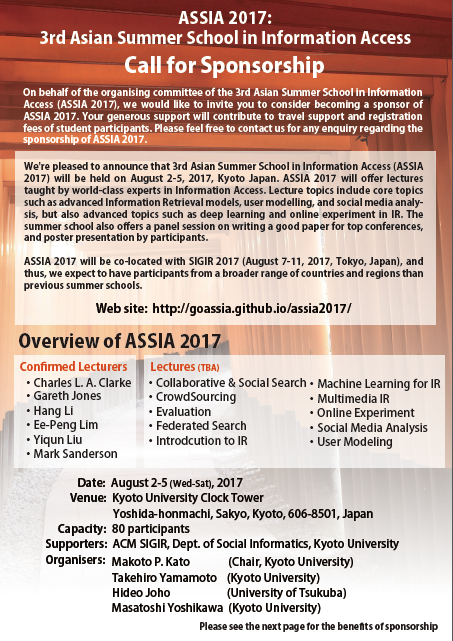 ASSIA 2017:
3rd Asian Summer School in Information Access
Call for Sponsorship
On behalf of the organising committee of the 3rd Asian Summer School in Information
Access (ASSIA 2017), we would like to invite you to consider becoming a sponsor of
ASSIA 2017. Your generous support will contribute to travel support and registration
fees of student participants. Please feel free to contact us for any enquiry regarding the
sponsorship of ASSIA 2017.
We're pleased to announce that 3rd Asian Summer School in Information Access (ASSIA
2017) will be held on August 2-5, 2017, Kyoto Japan. ASSIA 2017 will offer lectures
taught by world-class experts in Information Access. Lecture topics include core topics
such as advanced Information Retrieval models, user modelling, and social media analy-
sis, but also advanced topics such as deep learning and online experiment in IR. The
summer school also offers a panel session on writing a good paper for top conferences,
and poster presentation by participants.
ASSIA 2017 will be co-located with SIGIR 2017 (August 7-11, 2017, Tokyo, Japan), and
thus, we expect to have participants from a broader range of countries and regions than
previous summer schools.
Web site: http://goassia.github.io/assia2017/
Overview of ASSIA 2017
Confirmed Lecturers
• Charles L. A. Clarke
• Gareth Jones
• Hang Li
• Ee-Peng Lim
• Yiqun Liu
• Mark Sanderson
Lectures (TBA)
• Collaborative & Social Search
• CrowdSourcing
• Evaluation
• Federated Search
• Introdcution to IR
• Machine Learning for IR
• Multimedia IR
• Online Experiment
• Social Media Analysis
• User Modeling
Date: August 2-5 (Wed-Sat), 2017
Venue: Kyoto University Clock Tower
Yoshida-honmachi, Sakyo, Kyoto, 606-8501, Japan
Capacity: 80 participants
Supporters: ACM SIGIR, Dept. of Social Informatics, Kyoto University
Organisers: Makoto P. Kato (Chair, Kyoto University)
Takehiro Yamamoto (Kyoto University)
Hideo Joho (University of Tsukuba)
Masatoshi Yoshikawa (Kyoto University)
Please see the next page for the benefits of sponsorship